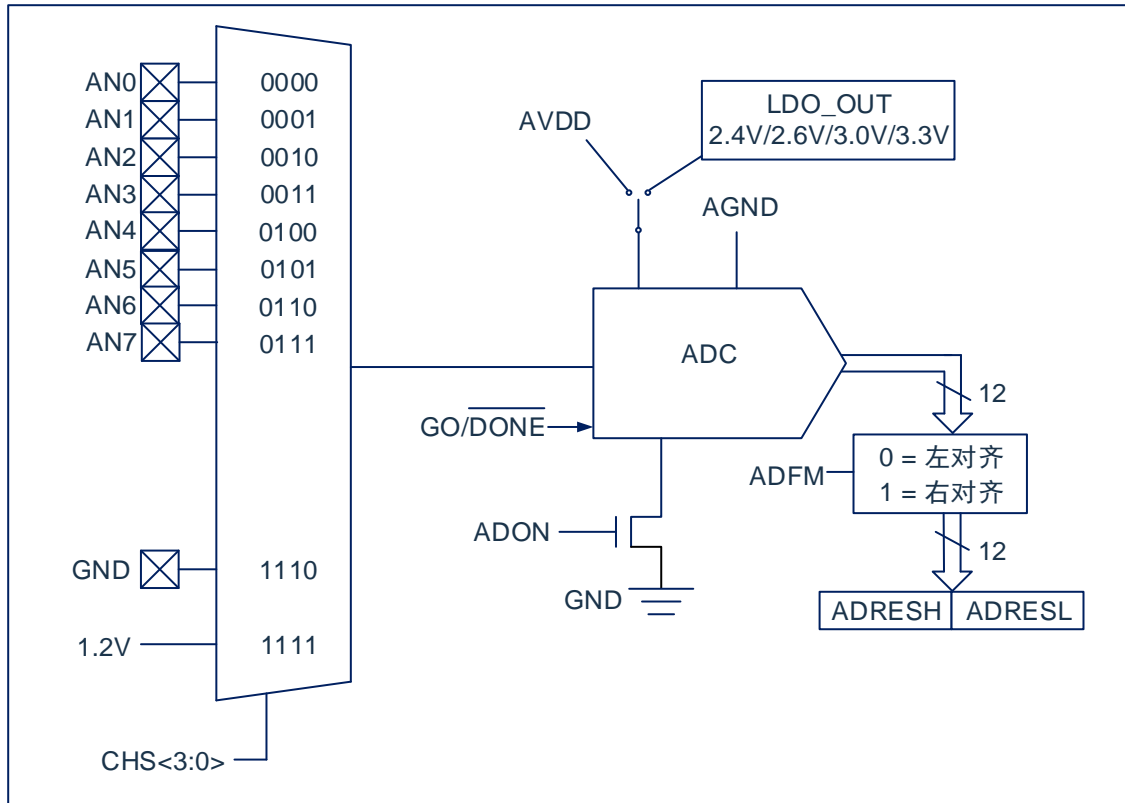 AN0
0000
AN1
0001
AN2
0010
AN3
0011
AN4
0100
AN5
0101
AN6
0110
AN7
0111
GND
1110
1.2V
1111
CHS<3:0>
AVDD
LDO_OUT
2.4V/2.6V/3.0V/3.3V
AGND
ADC
GO/DONE
12
ADFM
0 = 左对齐
1 = 右对齐
ADON
12
GND
ADRESH
ADRESL